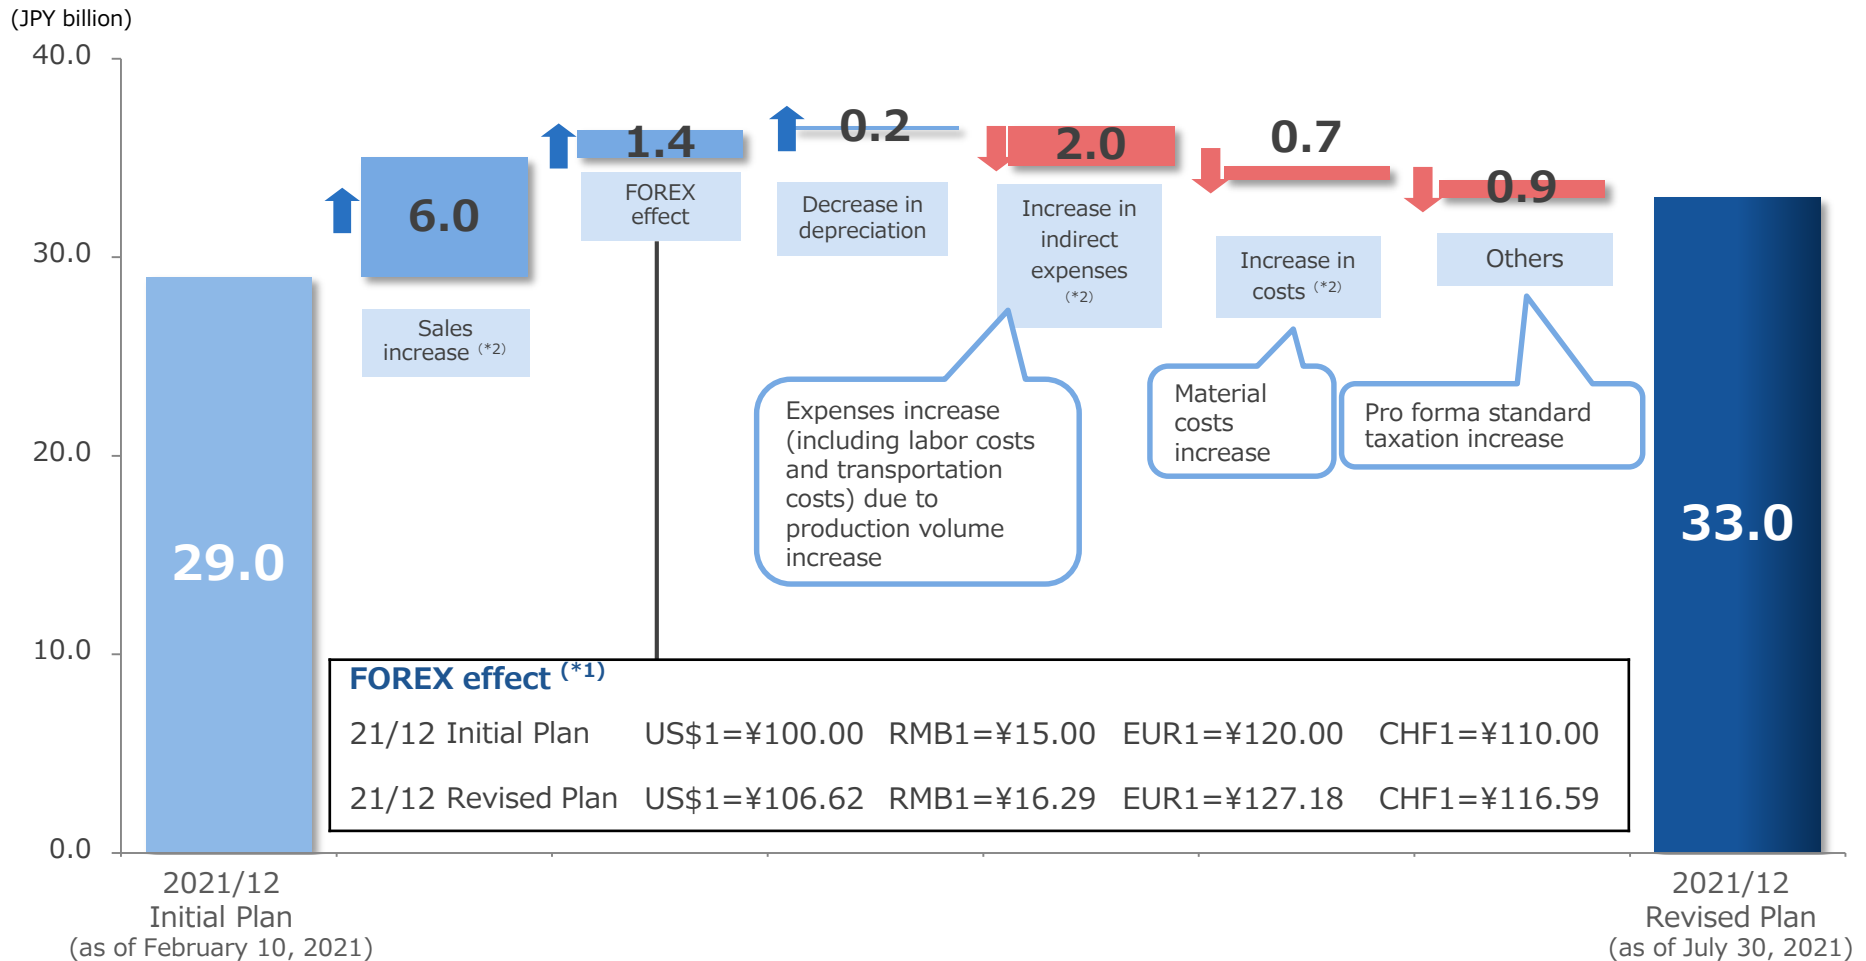 (JPY billion)
40.0
30.0
20.0
10.0
0.0
29.0
6.0
Sales
increase (*2)
1.4
FOREX
effect
0.2
Decrease in
depreciation
2.0
Increase in
indirect
expenses
(*2)
0.7
Increase in
costs (*2)
0.9
Others
33.0
Expenses increase
(including labor costs
and transportation
costs) due to
production volume
increase
Material
costs
increase
Pro forma standard
taxation increase
FOREX effect (*1)
21/12 Initial Plan US$1=¥100.00 RMB1=¥15.00 EUR1=¥120.00 CHF1=¥110.00
21/12 Revised Plan US$1=¥106.62 RMB1=¥16.29 EUR1=¥127.18 CHF1=¥116.59
2021/12
Initial Plan
(as of February 10, 2021)
2021/12
Revised Plan
(as of July 30, 2021)